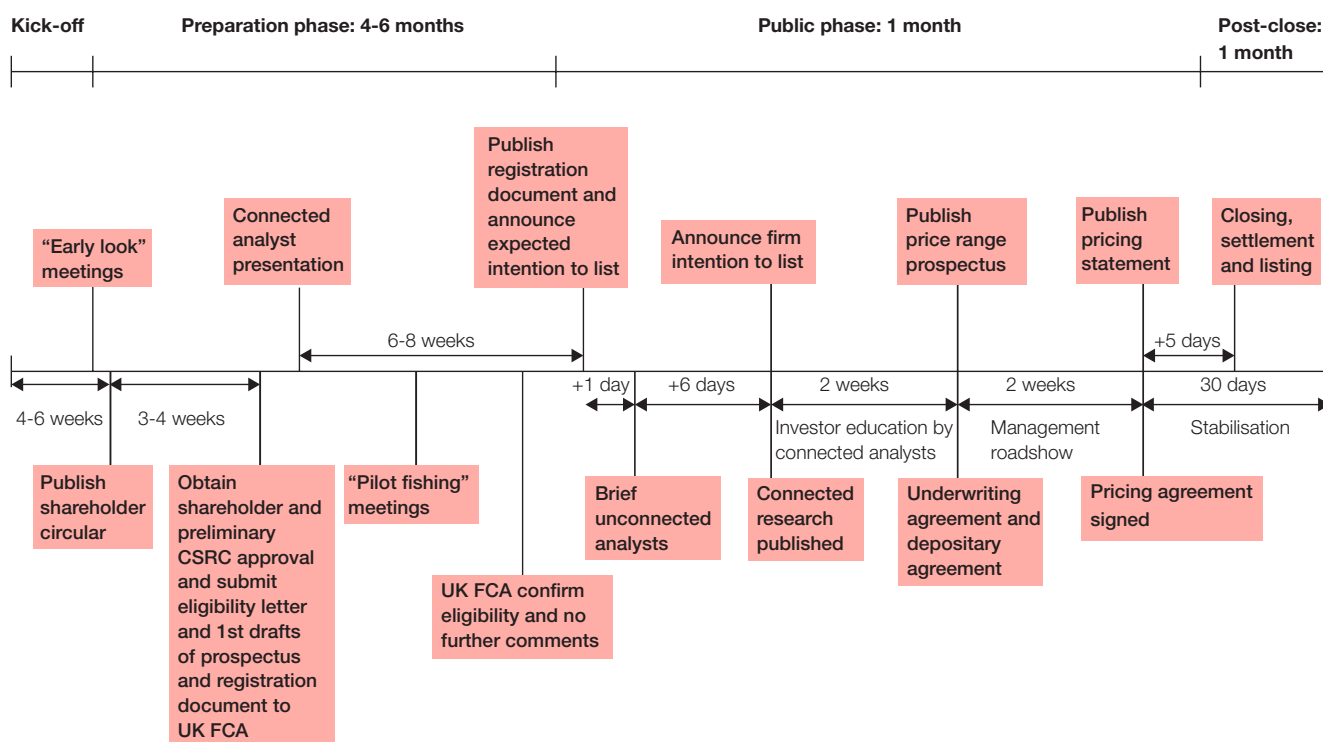 Kick-off
Preparation phase: 4-6 months
Public phase: 1 month
Post-close:
1 month
“Early look”
meetings
Connected
analyst
presentation
Publish
registration
document and
announce
expected
intention to list
Announce firm
intention to list
Publish
price range
prospectus
Publish
pricing
statement
Closing,
settlement
and listing
6-8 weeks
+5 days
4-6 weeks
3-4 weeks
+1 day
+6 days
2 weeks
2 weeks
30 days
Investor education by
connected analysts
Management
roadshow
Stabilisation
Publish
shareholder
circular
Obtain
shareholder and
preliminary
CSRC approval
and submit
eligibility letter
and 1st drafts
of prospectus
and registration
document to
UK FCA
“Pilot fishing”
meetings
UK FCA confirm
eligibility and no
further comments
Brief
unconnected
analysts
Connected
research
published
Underwriting
agreement and
depositary
agreement
Pricing agreement
signed